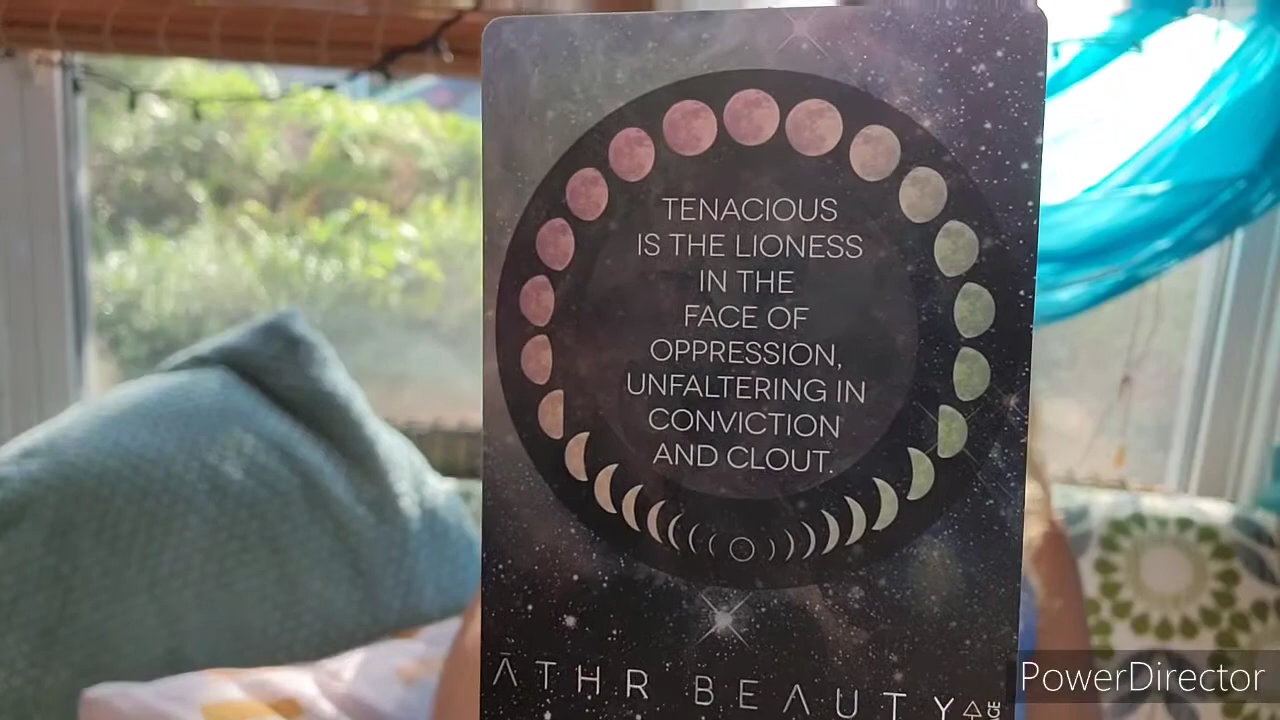 TENACIOUS
IS THE LIONESS
IN THE
FACE OF
OPPRESSION,
UNFALTERING IN
CONVICTION
AND CLOUT.
ĀTHR BEAUTY
PowerDirector